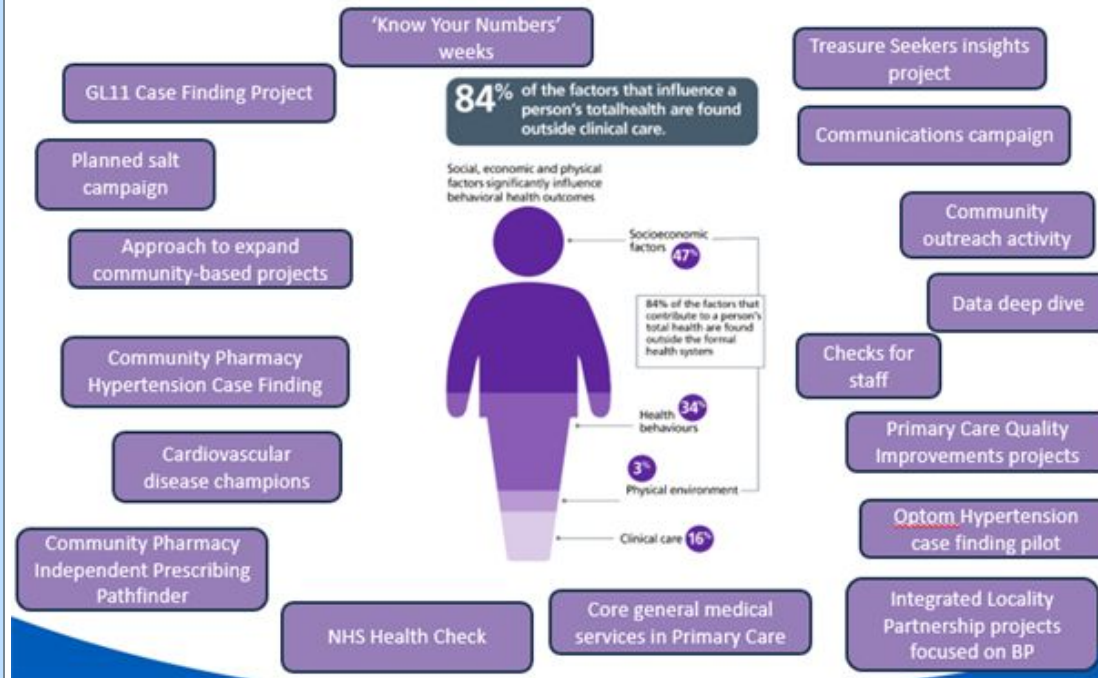 ‘Know Your Numbers’
weeks
Treasure Seekers insights
project
GL11 Case Finding Project
84% of the factors that influence a
person's totalhealth are found
outside clinical care.
Communications campaign
Planned salt
campaign
Social, economic and physical
factors significantly influence
behavioral health outcomes
Community
outreach activity
Approach to expand
community-based projects
Socioeconomic
factors 47%
Data deep dive
84% of the factors that
contribute to a person's
total health are found
outside the formal
health system
Checks for
staff
Community Pharmacy
Hypertension Case Finding
Health 34%
behaviours
Primary Care Quality
Improvements projects
Cardiovascular
disease champions
3%
Physical environment
Optom Hypertension
case finding pilot
Clinical care 16%
Community Pharmacy
Independent Prescribing
Pathfinder
NHS Health Check
Core general medical
services in Primary Care
Integrated Locality
Partnership projects
focused on BP